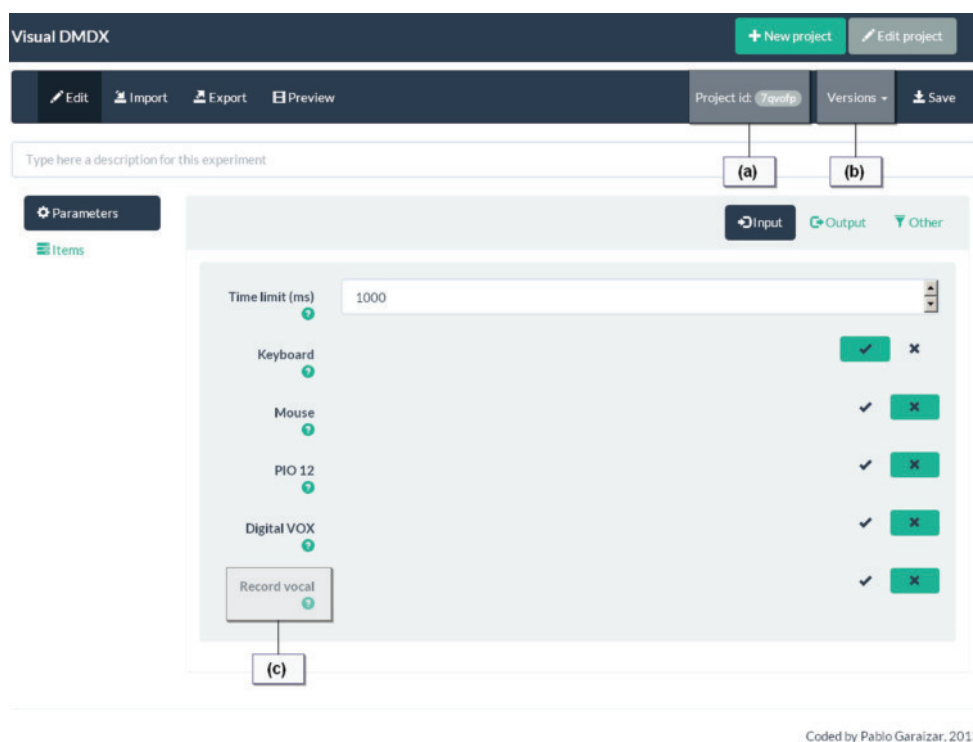 Visual DMDX
New project
Edit project
Edit
Import
Export
Preview
Project id: 7qvofp
Versions
Save
(a)
(b)
Type here a description for this experiment
Parameters
Items
Input
Output
Other
Time limit (ms)
1000
Keyboard
Mouse
PIO 12
Digital VOX
Record vocal
(c)
Coded by Pablo Garaizar, 201